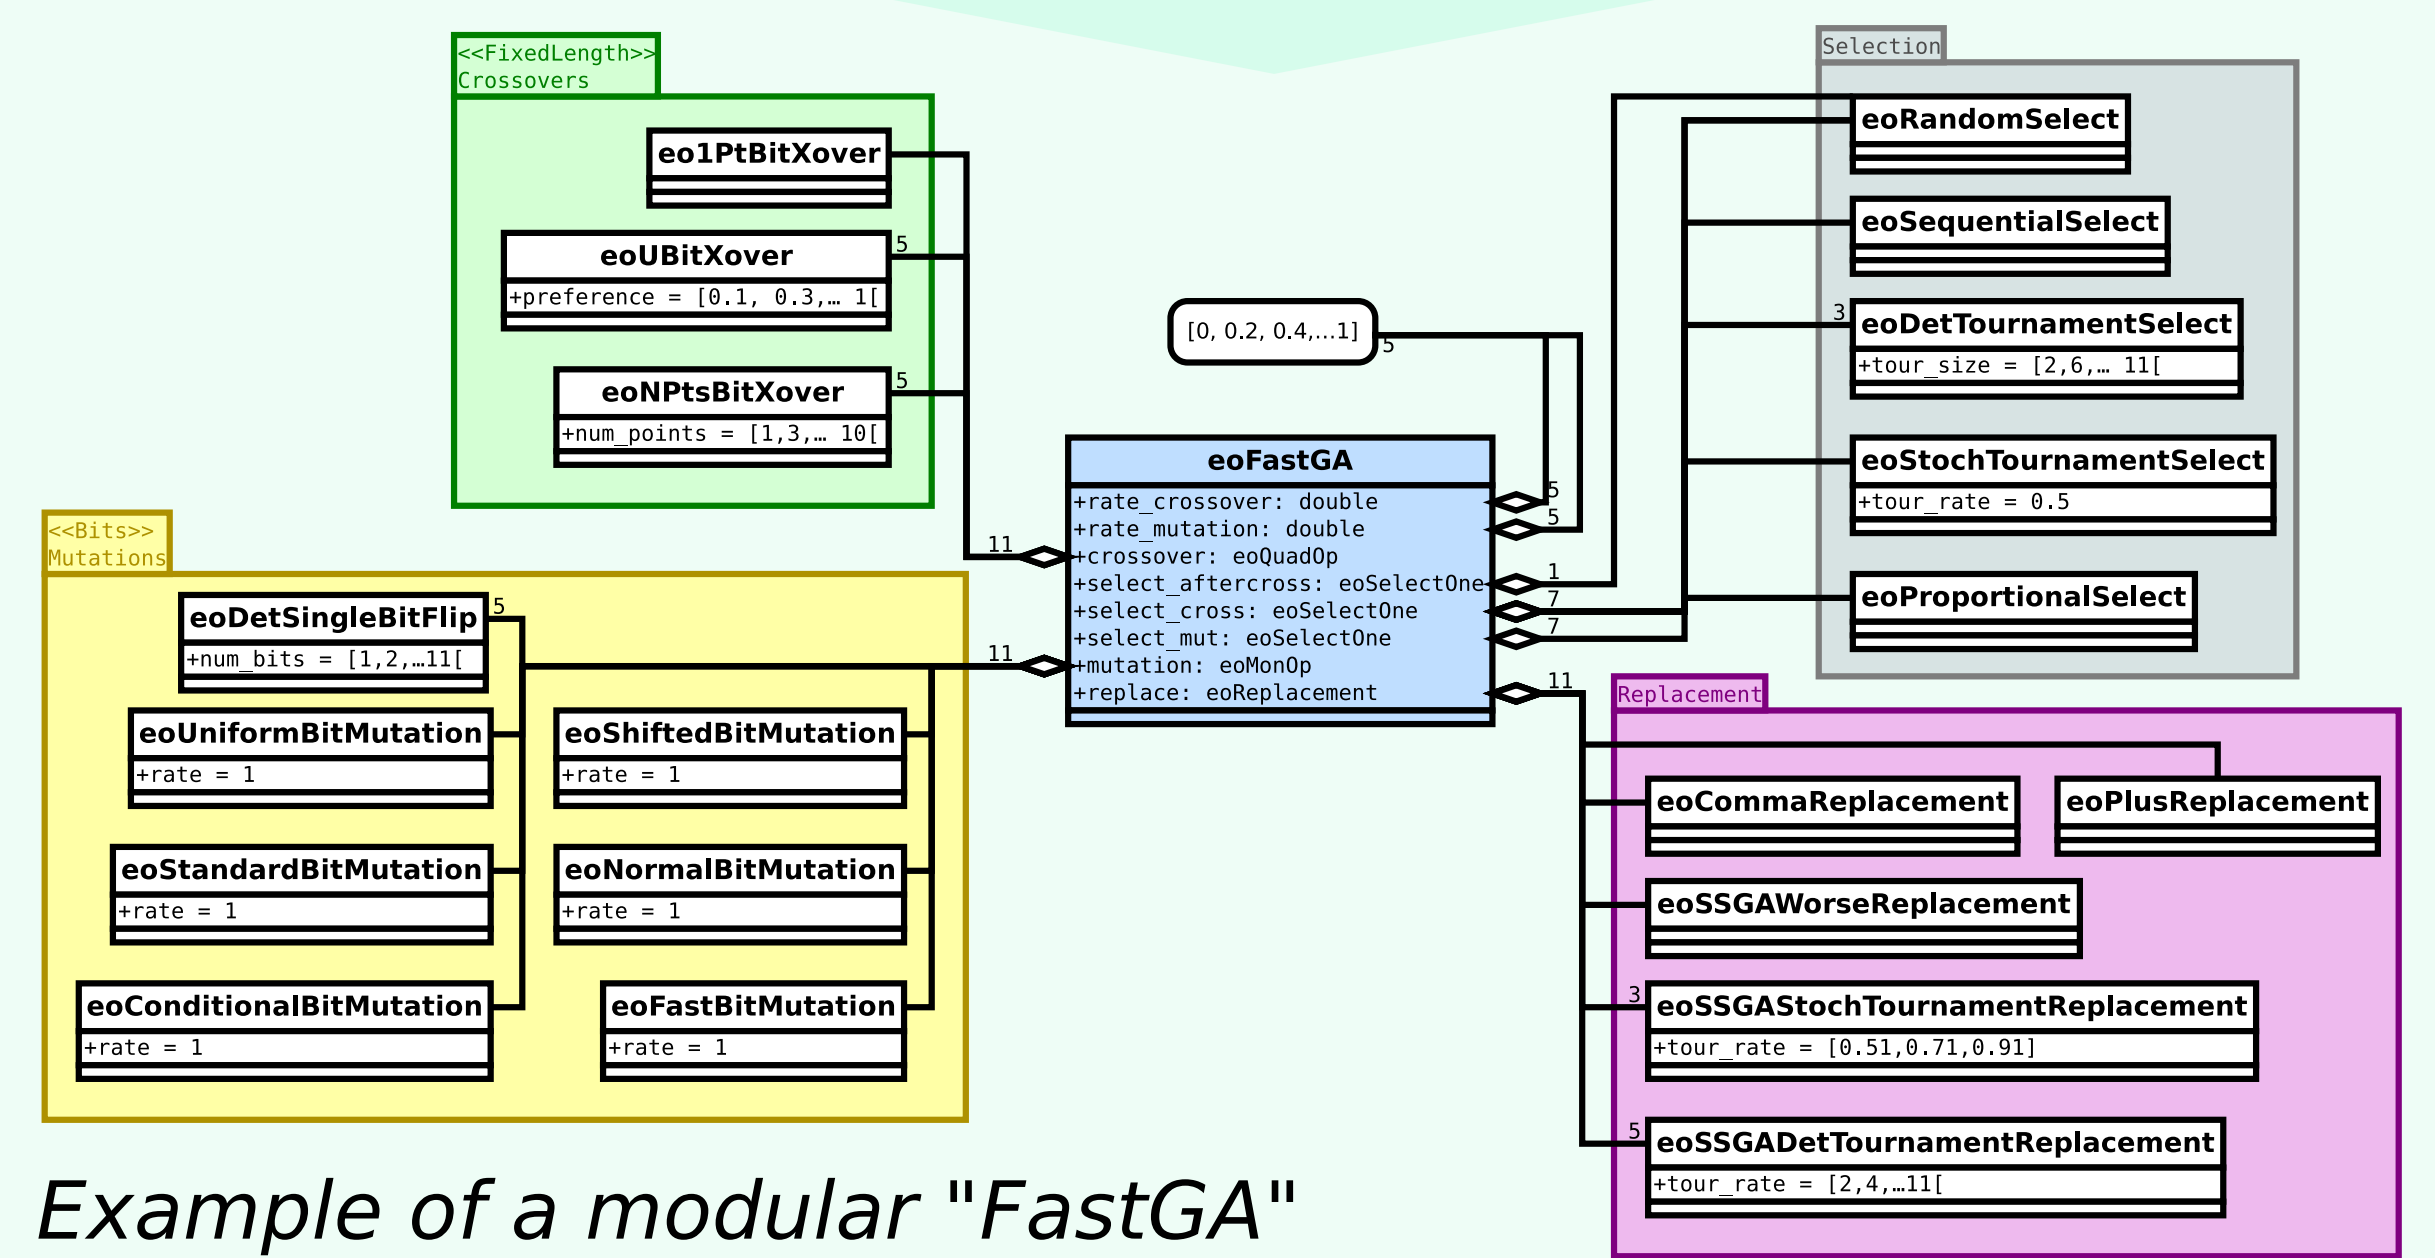 <<FixedLength>>
Crossovers
eo1PtBitXover
5
eoUBitXover
+preference = [0.1, 0.3,… 1[
5
eoNPtsBitXover
+num_points = [1,3,… 10[
<<Bits>>
Mutations
eoDetSingleBitFlip
5
+num_bits = [1,2,…11[
eoUniformBitMutation
+rate = 1
eoShiftedBitMutation
+rate = 1
eoStandardBitMutation
+rate = 1
eoNormalBitMutation
+rate = 1
eoConditionalBitMutation
+rate = 1
eoFastBitMutation
+rate = 1
[0, 0.2, 0.4,…1]
5
eoFastGA
+rate_crossover: double
5
+rate_mutation: double
5
11
+crossover: eoQuadOp
+select_aftercross: eoSelectOne
1
+select_cross: eoSelectOne
7
+select_mut: eoSelectOne
7
11
+mutation: eoMonOp
+replace: eoReplacement
11
Selection
eoRandomSelect
eoSequentialSelect
3
eoDetTournamentSelect
+tour_size = [2,6,… 11[
eoStochTournamentSelect
+tour_rate = 0.5
eoProportionalSelect
Replacement
eoCommaReplacement
eoPlusReplacement
eoSSGAWorseReplacement
3
eoSSGAStochTournamentReplacement
+tour_rate = [0.51,0.71,0.91]
5
eoSSGADetTournamentReplacement
+tour_rate = [2,4,…11[
Example of a modular "FastGA"